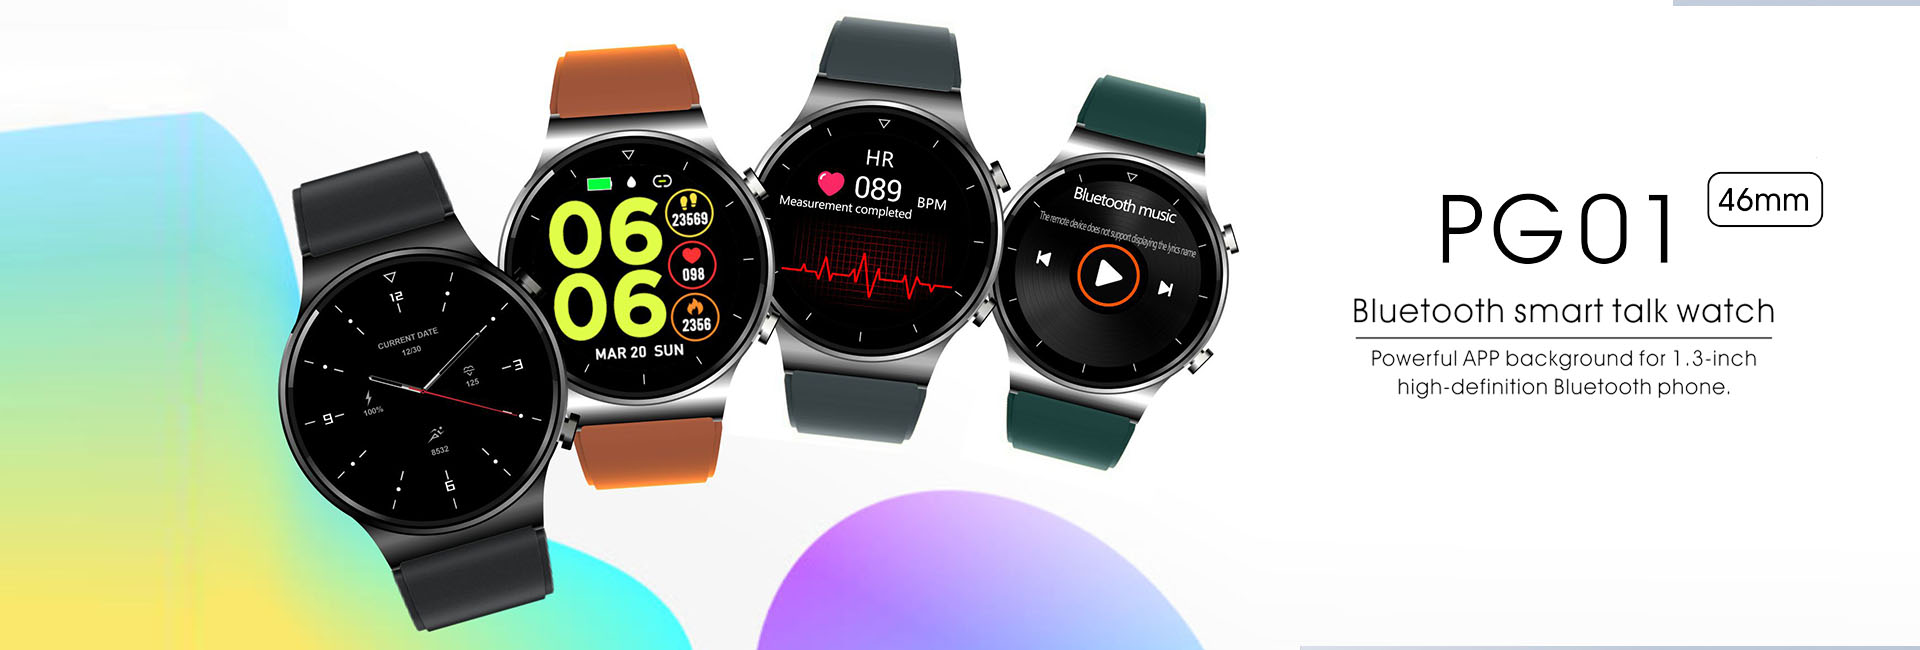 12
CURRENT DATE
12/30
3
125
100%
9
8532
6
06
06
23569
098
2356
MAR 20 SUN
HR
089 BPM
Measurement completed
Bluetooth music
The remote device does not support displaying the lyrics name
PG01
46mm
Bluetooth smart talk watch
Powerful APP background for 1.3-inch
high-definition Bluetooth phone.